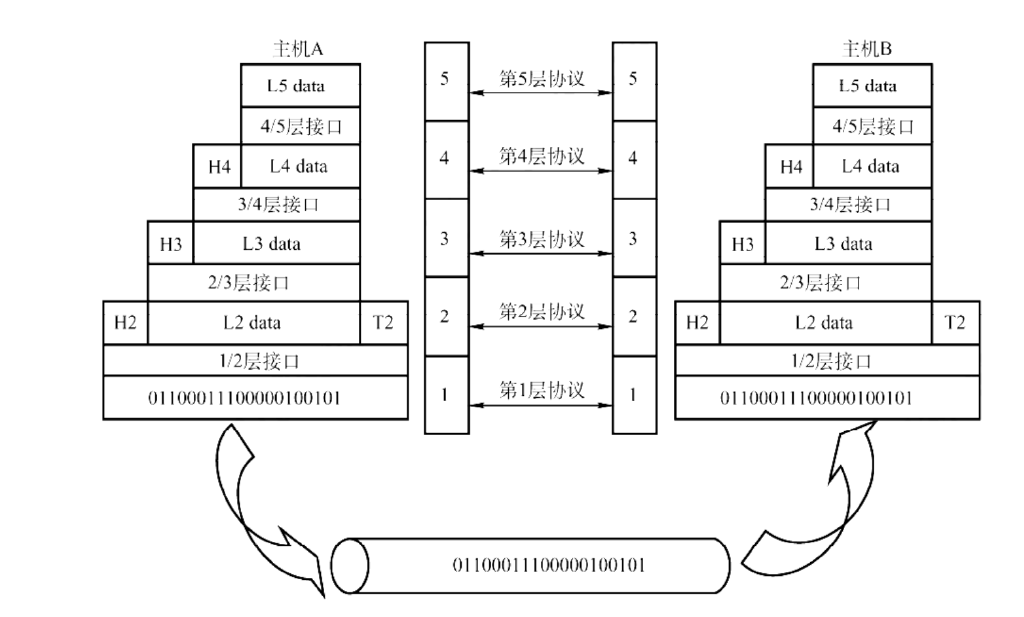 主机A
主机B
L5 data
5
第5层协议
5
L5 data
4/5层接口
4/5层接口
H4 L4 data
4
第4层协议
4
H4 L4 data
3/4层接口
3/4层接口
H3 L3 data
3
第3层协议
3
H3 L3 data
2/3层接口
2/3层接口
H2 L2 data T2
2
第2层协议
2
H2 L2 data T2
1/2层接口
1/2层接口
01100011100000100101
1
第1层协议
1
01100011100000100101
01100011100000100101